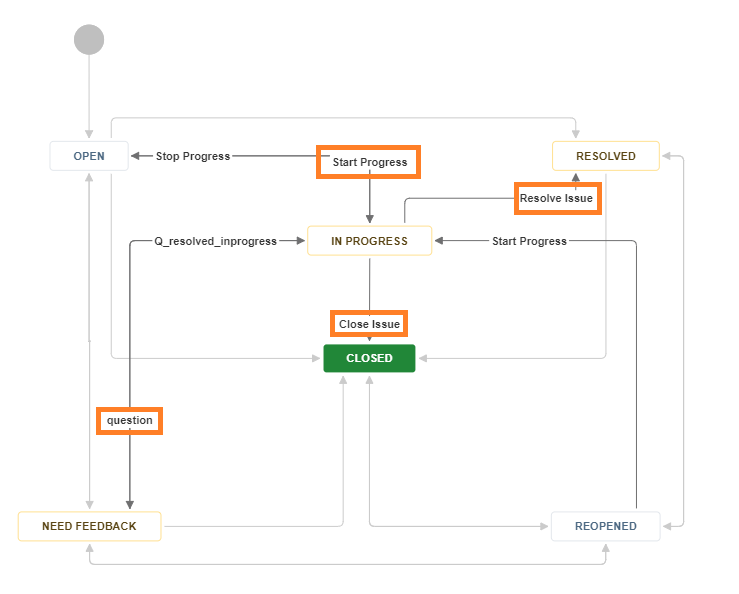 OPEN
Stop Progress
Start Progress
RESOLVED
Resolve Issue
Q_resolved_inprogress
IN PROGRESS
Start Progress
Close Issue
CLOSED
question
NEED FEEDBACK
REOPENED